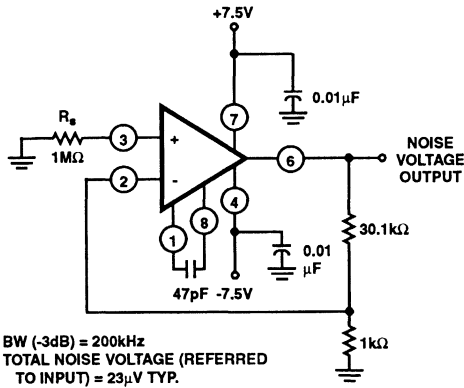 +7.5V
0.01μF
7
Rs
1MΩ
3
+
2
-
6
NOISE
VOLTAGE
OUTPUT
4
8
1
30.1kΩ
0.01
μF
47pF
-7.5V
1kΩ
BW (-3dB) = 200kHz
TOTAL NOISE VOLTAGE (REFERRED
TO INPUT) = 23μV TYP.